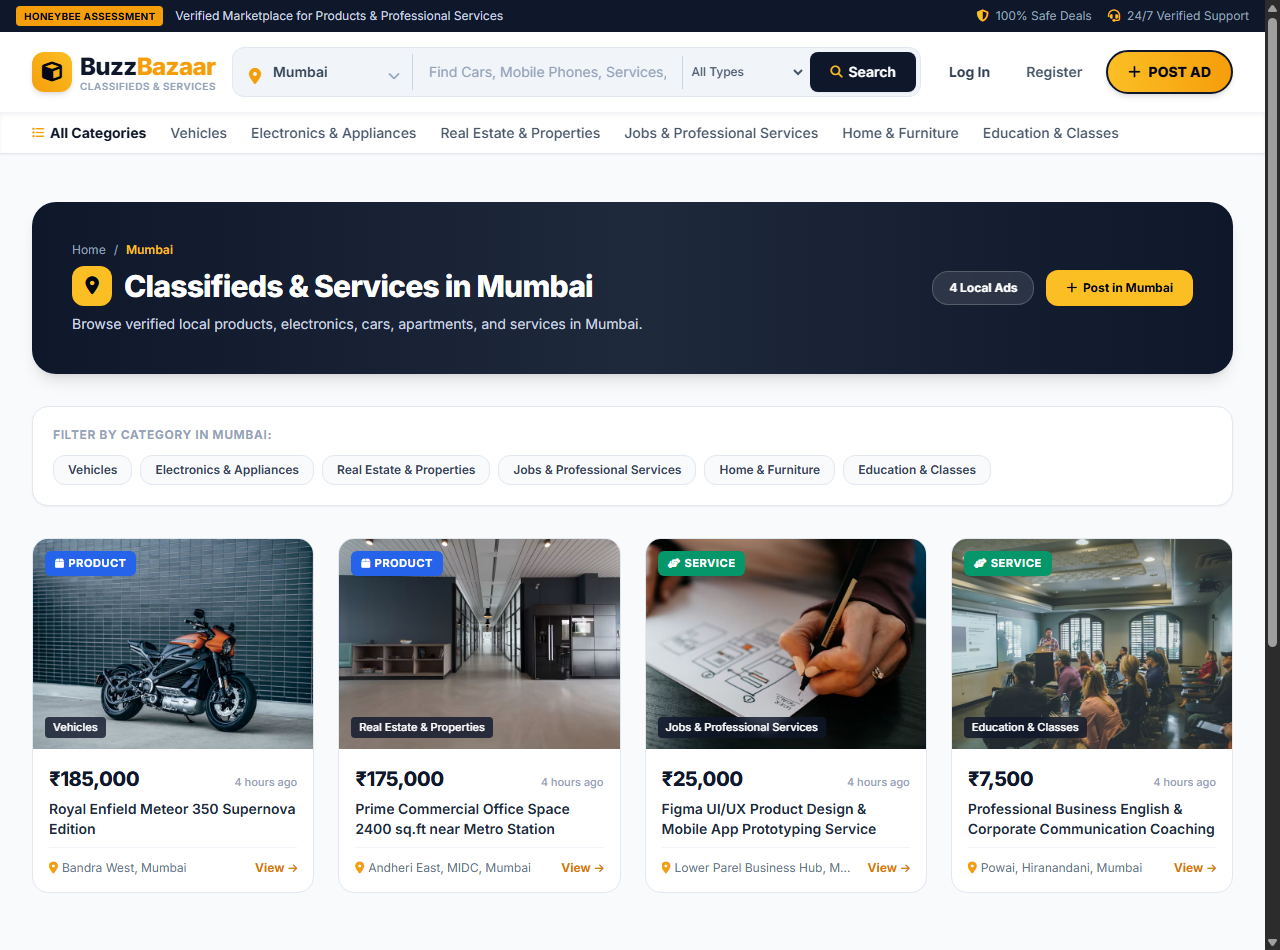 HONEYBEE ASSESSMENT Verified Marketplace for Products & Professional Services 100% Safe Deals 24/7 Verified Support
BuzzBazaar
CLASSIFIEDS & SERVICES
Mumbai Find Cars, Mobile Phones, Services, All Types Search Log In Register + POST AD
All Categories Vehicles Electronics & Appliances Real Estate & Properties Jobs & Professional Services Home & Furniture Education & Classes
Home / Mumbai
Classifieds & Services in Mumbai
4 Local Ads + Post in Mumbai
Browse verified local products, electronics, cars, apartments, and services in Mumbai.
FILTER BY CATEGORY IN MUMBAI:
Vehicles Electronics & Appliances Real Estate & Properties Jobs & Professional Services Home & Furniture Education & Classes
PRODUCT
Vehicles
₹185,000 4 hours ago
Royal Enfield Meteor 350 Supernova
Edition
Bandra West, Mumbai View →
PRODUCT
Real Estate & Properties
₹175,000 4 hours ago
Prime Commercial Office Space
2400 sq.ft near Metro Station
Andheri East, MIDC, Mumbai View →
SERVICE
Jobs & Professional Services
₹25,000 4 hours ago
Figma UI/UX Product Design &
Mobile App Prototyping Service
Lower Parel Business Hub, M... View →
SERVICE
Education & Classes
₹7,500 4 hours ago
Professional Business English &
Corporate Communication Coaching
Powai, Hiranandani, Mumbai View →